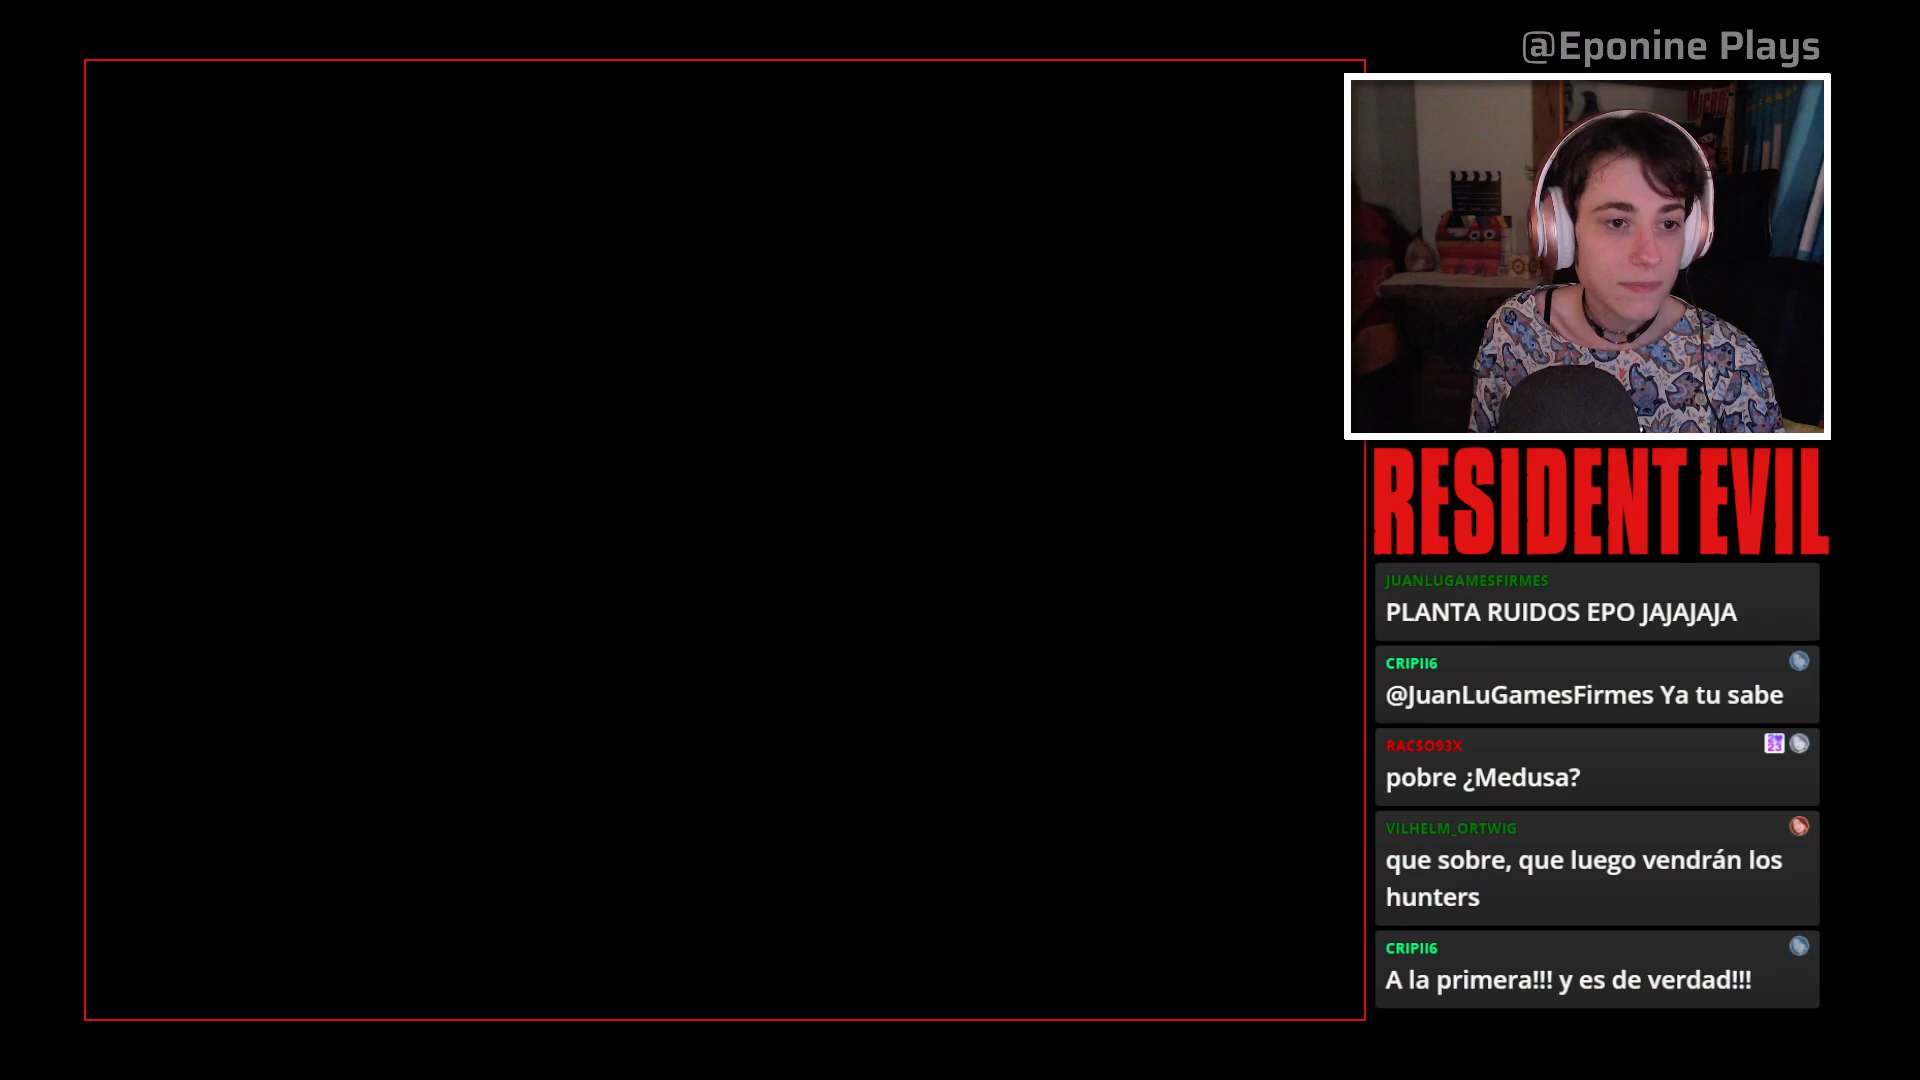 @Eponine Plays
RESIDENT EVIL
JUANLUGAMESFIRMES
PLANTA RUIDOS EPO JAJAJAJA
CRIPII6
@JuanLuGamesFirmes Ya tu sabe
RACSO93X
pobre ¿Medusa?
VILHELM_ORTWIG
que sobre, que luego vendrán los
hunters
CRIPII6
A la primera!!! y es de verdad!!!